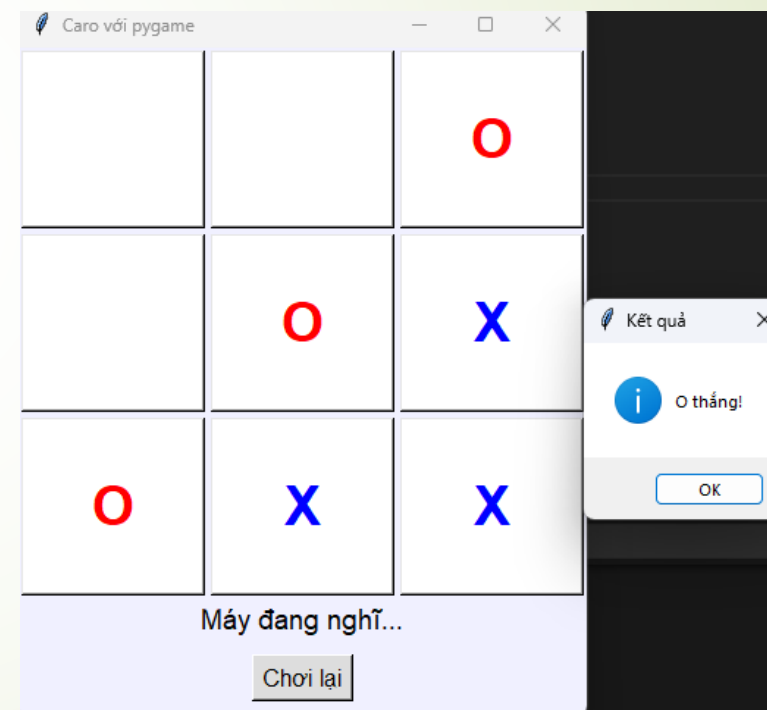 Caro với pygame
O
O X
O X X
Kết quả
O thắng!
OK
Máy đang nghĩ...
Chơi lại